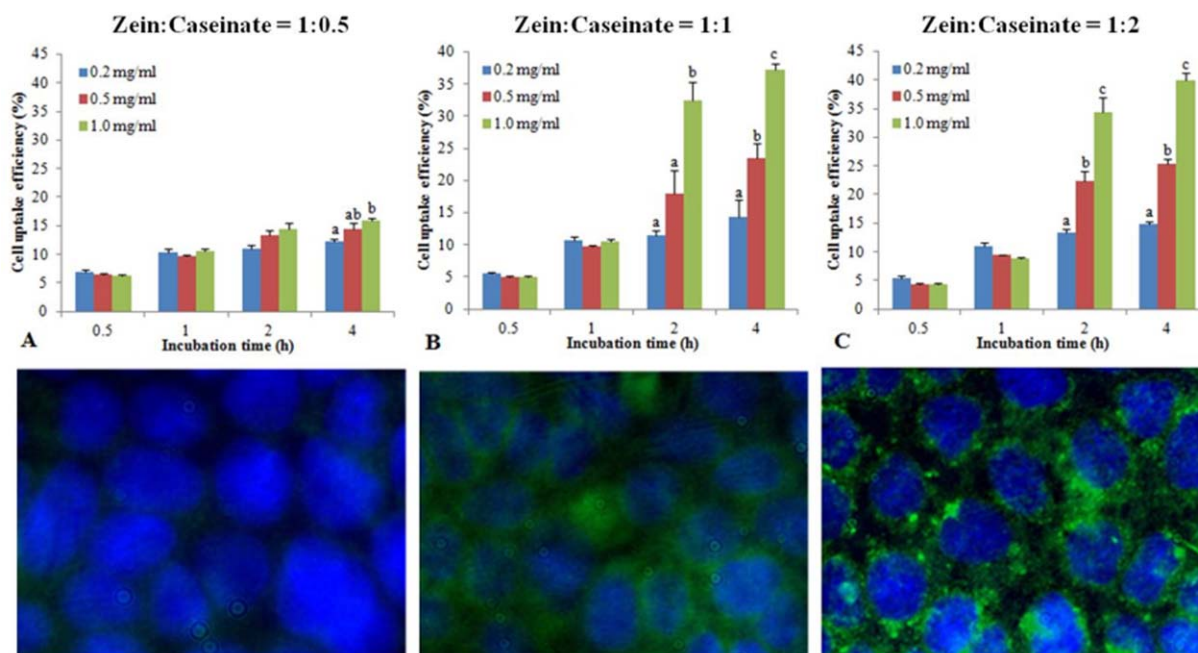 Zein:Caseinate = 1:0.5
Cell uptake efficiency (%)
45
40
35
30
25
20
15
10
5
0
0.2 mg/ml
0.5 mg/ml
1.0 mg/ml
a
ab
b
0.5
1
2
4
A
Incubation time (h)
Zein:Caseinate = 1:1
Cell uptake efficiency (%)
40
35
30
25
20
15
10
5
0
0.2 mg/ml
0.5 mg/ml
1.0 mg/ml
a
a
b
a
b
c
0.5
1
2
4
B
Incubation time (h)
Zein:Caseinate = 1:2
Cell uptake efficiency (%)
45
40
35
30
25
20
15
10
5
0
0.2 mg/ml
0.5 mg/ml
1.0 mg/ml
a
b
c
a
b
c
0.5
1
2
4
C
Incubation time (h)